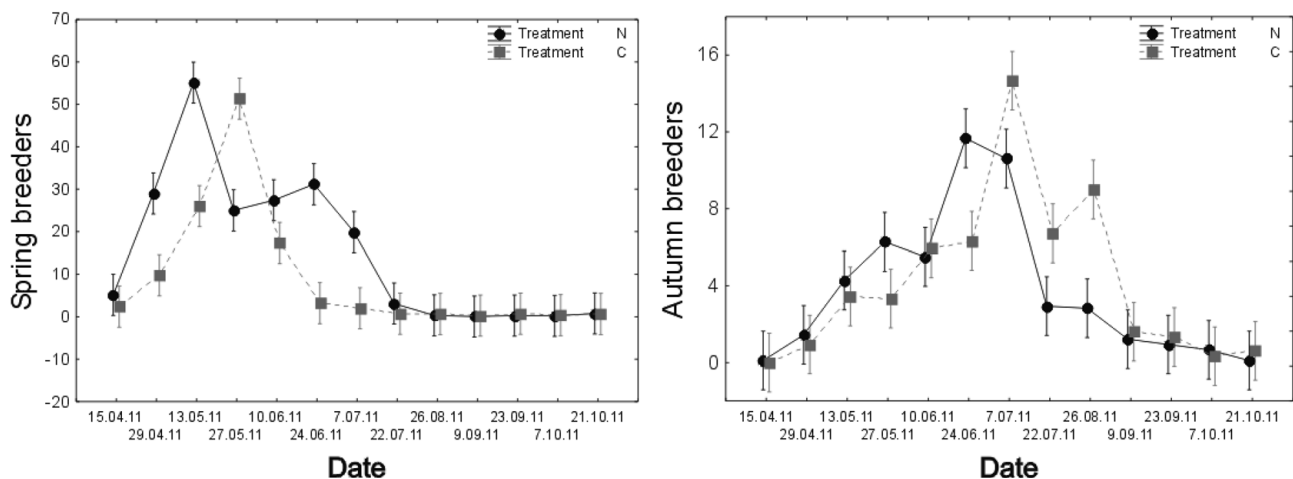 70
60
50
40
30
20
10
0
-10
-20
Spring breeders
Treatment N
Treatment C
15.04.11 13.05.11 10.06.11 7.07.11 26.08.11 23.09.11 21.10.11
29.04.11 27.05.11 24.06.11 22.07.11 9.09.11 7.10.11
Date
16
12
8
4
0
Autumn breeders
Treatment N
Treatment C
15.04.11 13.05.11 10.06.11 7.07.11 26.08.11 23.09.11 21.10.11
29.04.11 27.05.11 24.06.11 22.07.11 9.09.11 7.10.11
Date